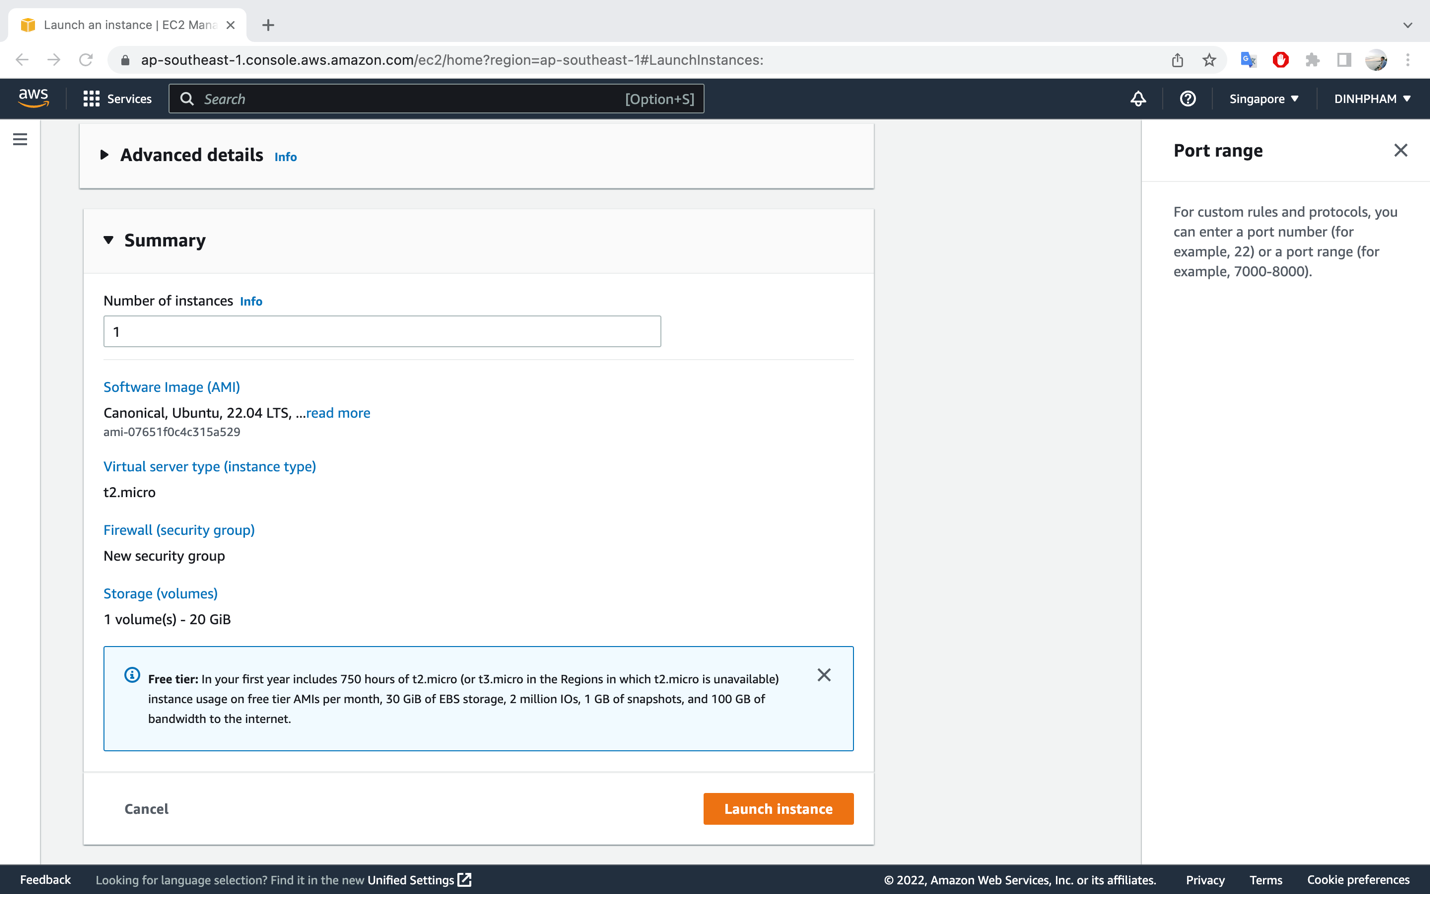 Launch an instance | EC2 Mana
ap-southeast-1.console.aws.amazon.com/ec2/home?region=ap-southeast-1#LaunchInstances:
aws
Services
Search
[Option+S]
Singapore
DINHPHAM
Advanced details Info
Summary
Number of instances Info
1
Software Image (AMI)
Canonical, Ubuntu, 22.04 LTS, ...read more
ami-07651f0c4c315a529
Virtual server type (instance type)
t2.micro
Firewall (security group)
New security group
Storage (volumes)
1 volume(s) - 20 GiB
Free tier: In your first year includes 750 hours of t2.micro (or t3.micro in the Regions in which t2.micro is unavailable)
instance usage on free tier AMIs per month, 30 GiB of EBS storage, 2 million IOs, 1 GB of snapshots, and 100 GB of
bandwidth to the internet.
Cancel
Launch instance
Port range
For custom rules and protocols, you
can enter a port number (for
example, 22) or a port range (for
example, 7000-8000).
Feedback
Looking for language selection? Find it in the new Unified Settings
© 2022, Amazon Web Services, Inc. or its affiliates.
Privacy
Terms
Cookie preferences